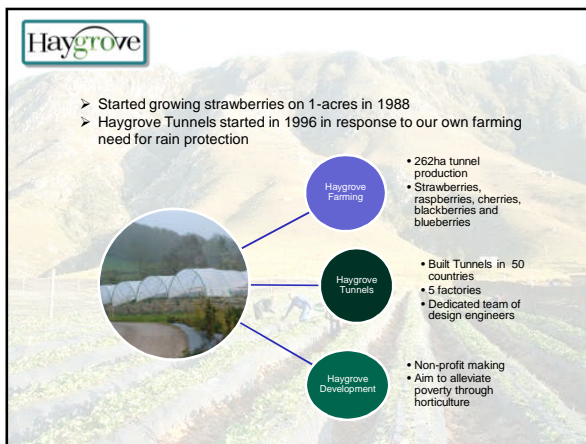 Haygrove
➢ Started growing strawberries on 1-acres in 1988
➢ Haygrove Tunnels started in 1996 in response to our own farming
need for rain protection
Haygrove
Farming
• 262ha tunnel
production
• Strawberries,
raspberries, cherries,
blackberries and
blueberries
Haygrove
Tunnels
• Built Tunnels in 50
countries
• 5 factories
• Dedicated team of
design engineers
Haygrove
Development
• Non-profit making
• Aim to alleviate
poverty through
horticulture